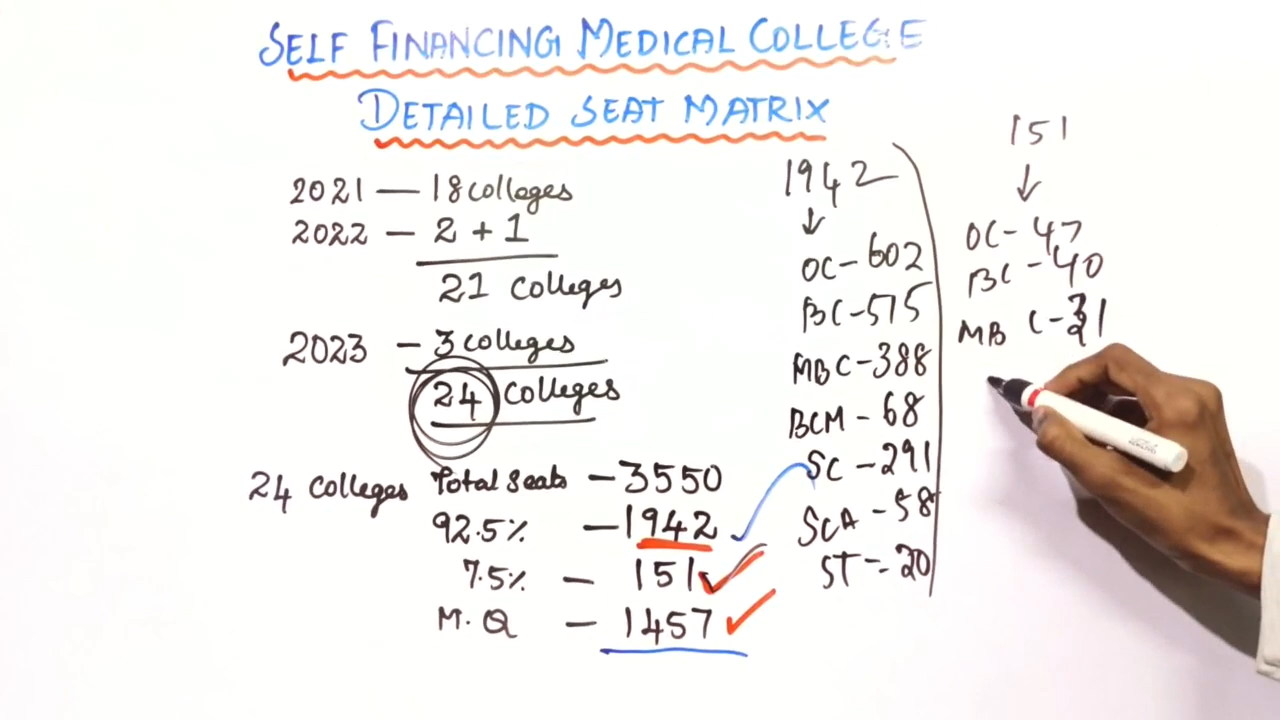 SELF FINANCING MEDICAL COLLEGE
DETAILED SEAT MATRIX
2021 — 18 colleges
2022 — 2 + 1
21 colleges
2023 — 3 colleges
24 colleges
24 colleges Total seats — 3550
92.5% — 1942
7.5% — 151
M.Q — 1457
1942
↓
OC - 602
BC - 575
MBC - 388
BCM - 68
SC - 291
SCA - 58
ST - 20
151
↓
OC - 47
BC - 40
MBC -